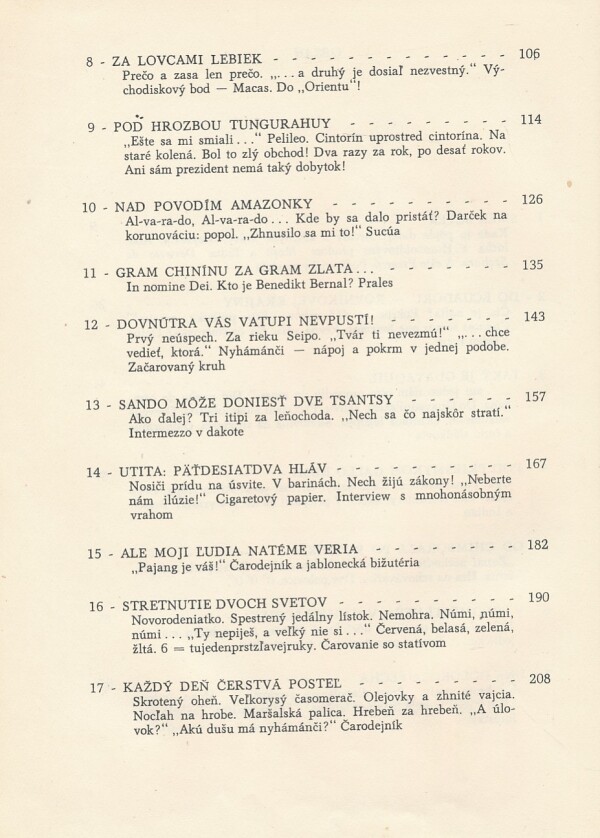 8 - ZA LOVCAMI LEBIEK - - - - - - - - - - - - - 106
Prečo a zasa len prečo. „...a druhý je dosiaľ nezvestný.” Vý-
chodiskový bod — Macas. Do „Orientu”!
9 - POĎ HROZBOU TUNGURAHUY - - - - - - - - - 114
„Ešte sa mi smiali...” Pelileo. Cintorín uprostred cintorína. Na
staré kolená. Bol to zlý obchod! Dva razy za rok, po desať rokov.
Ani sám prezident nemá taký dobytok!
10 - NAD POVODÍM AMAZONKY - - - - - - - - - 126
Al-va-ra-do, Al-va-ra-do... Kde by sa dalo pristáť? Darček na
korunováciu: popol. „Zhnusilo sa mi to!” Sucúa
11 - GRAM CHINÍNU ZA GRAM ZLATA... - - - - - - - 135
In nomine Dei. Kto je Benedikt Bernal? Prales
12 - DOVNÚTRA VÁS VATUPI NEVPUSTÍ! - - - - - - - 143
Prvý neúspech. Za rieku Seipo. „Tvár ti nevezmú!” „...chce
vedieť, ktorá.” Nyhámánči — nápoj a pokrm v jednej podobe.
Začarovaný kruh
13 - SANDO MÔŽE DONIESŤ DVE TSANTSY - - - - - - 157
Ako ďalej? Tri itipi za leňochoda. „Nech sa čo najskôr stratí.”
Intermezzo v dakote
14 - UTITA: PÄŤDESIATDVA HLÁV - - - - - - - - - 167
Nosiči prídu na úsvite. V barinách. Nech žijú zákony! „Neberte
nám ilúzie!” Cigaretový papier. Interview s mnohonásobným
vrahom
15 - ALE MOJI ĽUDIA NATÉME VERIA - - - - - - - - 182
„Pajang je váš!” Čarodejník a jablonecká bižutéria
16 - STRETNUTIE DVOCH SVETOV - - - - - - - - - 190
Novorodeniatko. Spestrený jedálny lístok. Nemohra. Númi, númi,
númi... „Ty nepiješ, a veľký nie si...” Červená, belasá, zelená,
žltá. 6 = tujedenprstzľavejruky. Čarovanie so statívom
17 - KAŽDÝ DEŇ ČERSTVÁ POSTEĽ - - - - - - - - - 208
Skrotený oheň. Veľkorysý časomerač. Olejovky a zhnité vajcia.
Nocľah na hrobe. Maršalská palica. Hrebeň za hrebeň. „A úlo-
vok?” „Akú dušu má nyhámánči?” Čarodejník